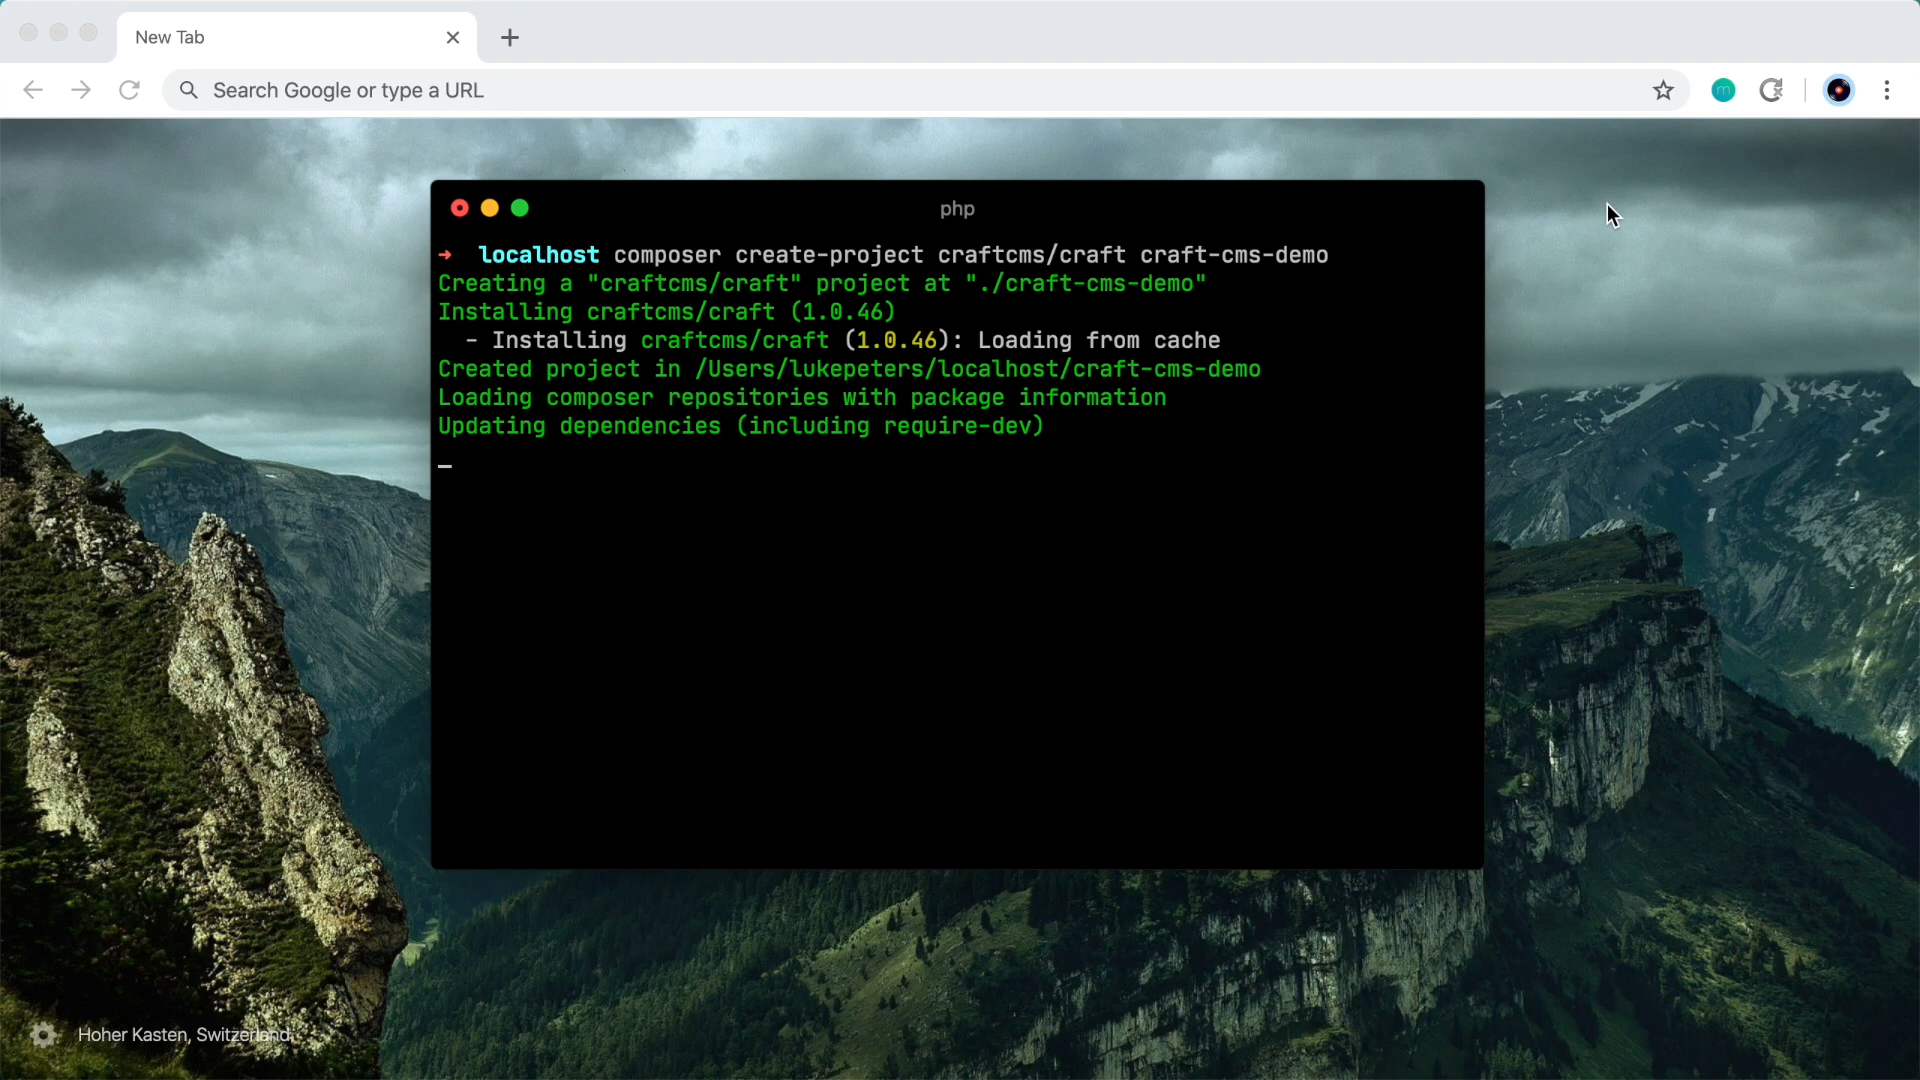 New Tab
Search Google or type a URL
m
php
➜ localhost composer create-project craftcms/craft craft-cms-demo
Creating a "craftcms/craft" project at "./craft-cms-demo"
Installing craftcms/craft (1.0.46)
- Installing craftcms/craft (1.0.46): Loading from cache
Created project in /Users/lukepeters/localhost/craft-cms-demo
Loading composer repositories with package information
Updating dependencies (including require-dev)
Hoher Kasten, Switzerland